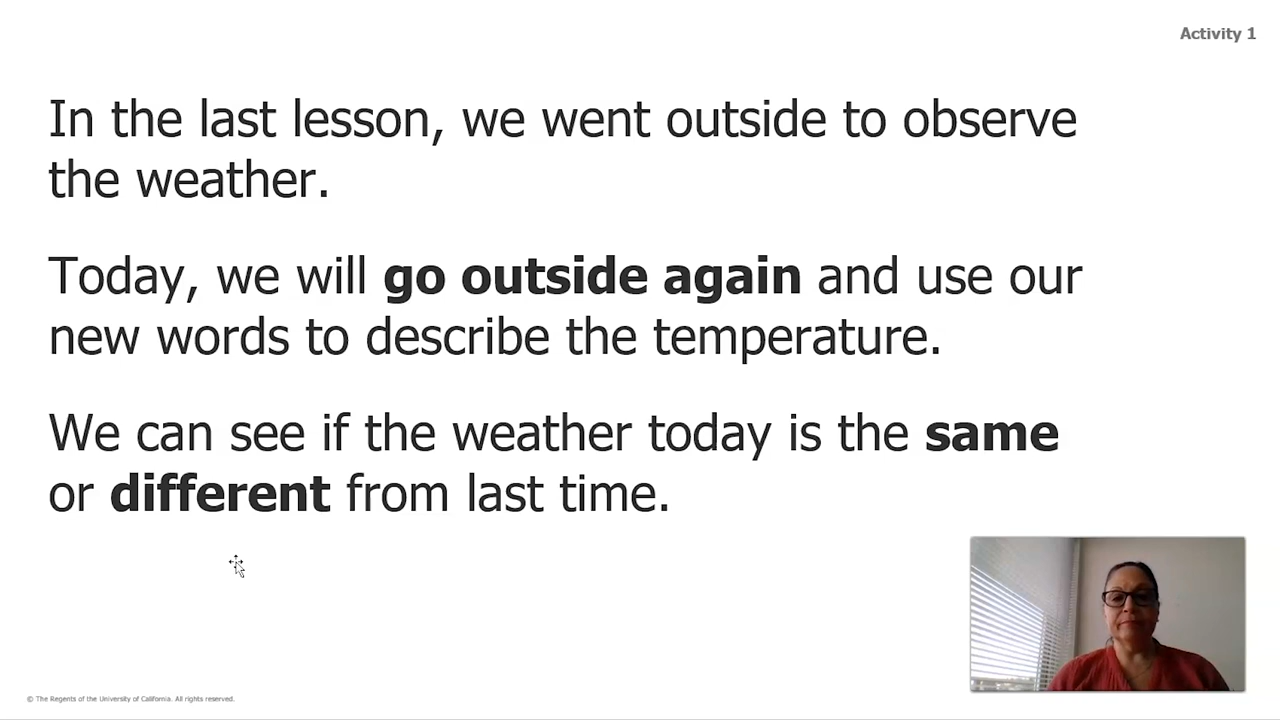 Activity 1
In the last lesson, we went outside to observe
the weather.
Today, we will go outside again and use our
new words to describe the temperature.
We can see if the weather today is the same
or different from last time.
© The Regents of the University of California. All rights reserved.